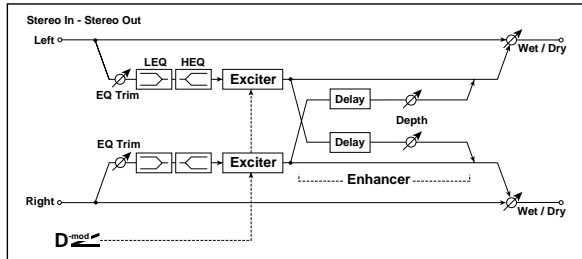 Stereo In - Stereo Out
Left
Wet / Dry
LEQ HEQ
EQ Trim
Exciter
Delay
Depth
EQ Trim
Delay
Exciter
Enhancer
Right
Wet / Dry
D-mod